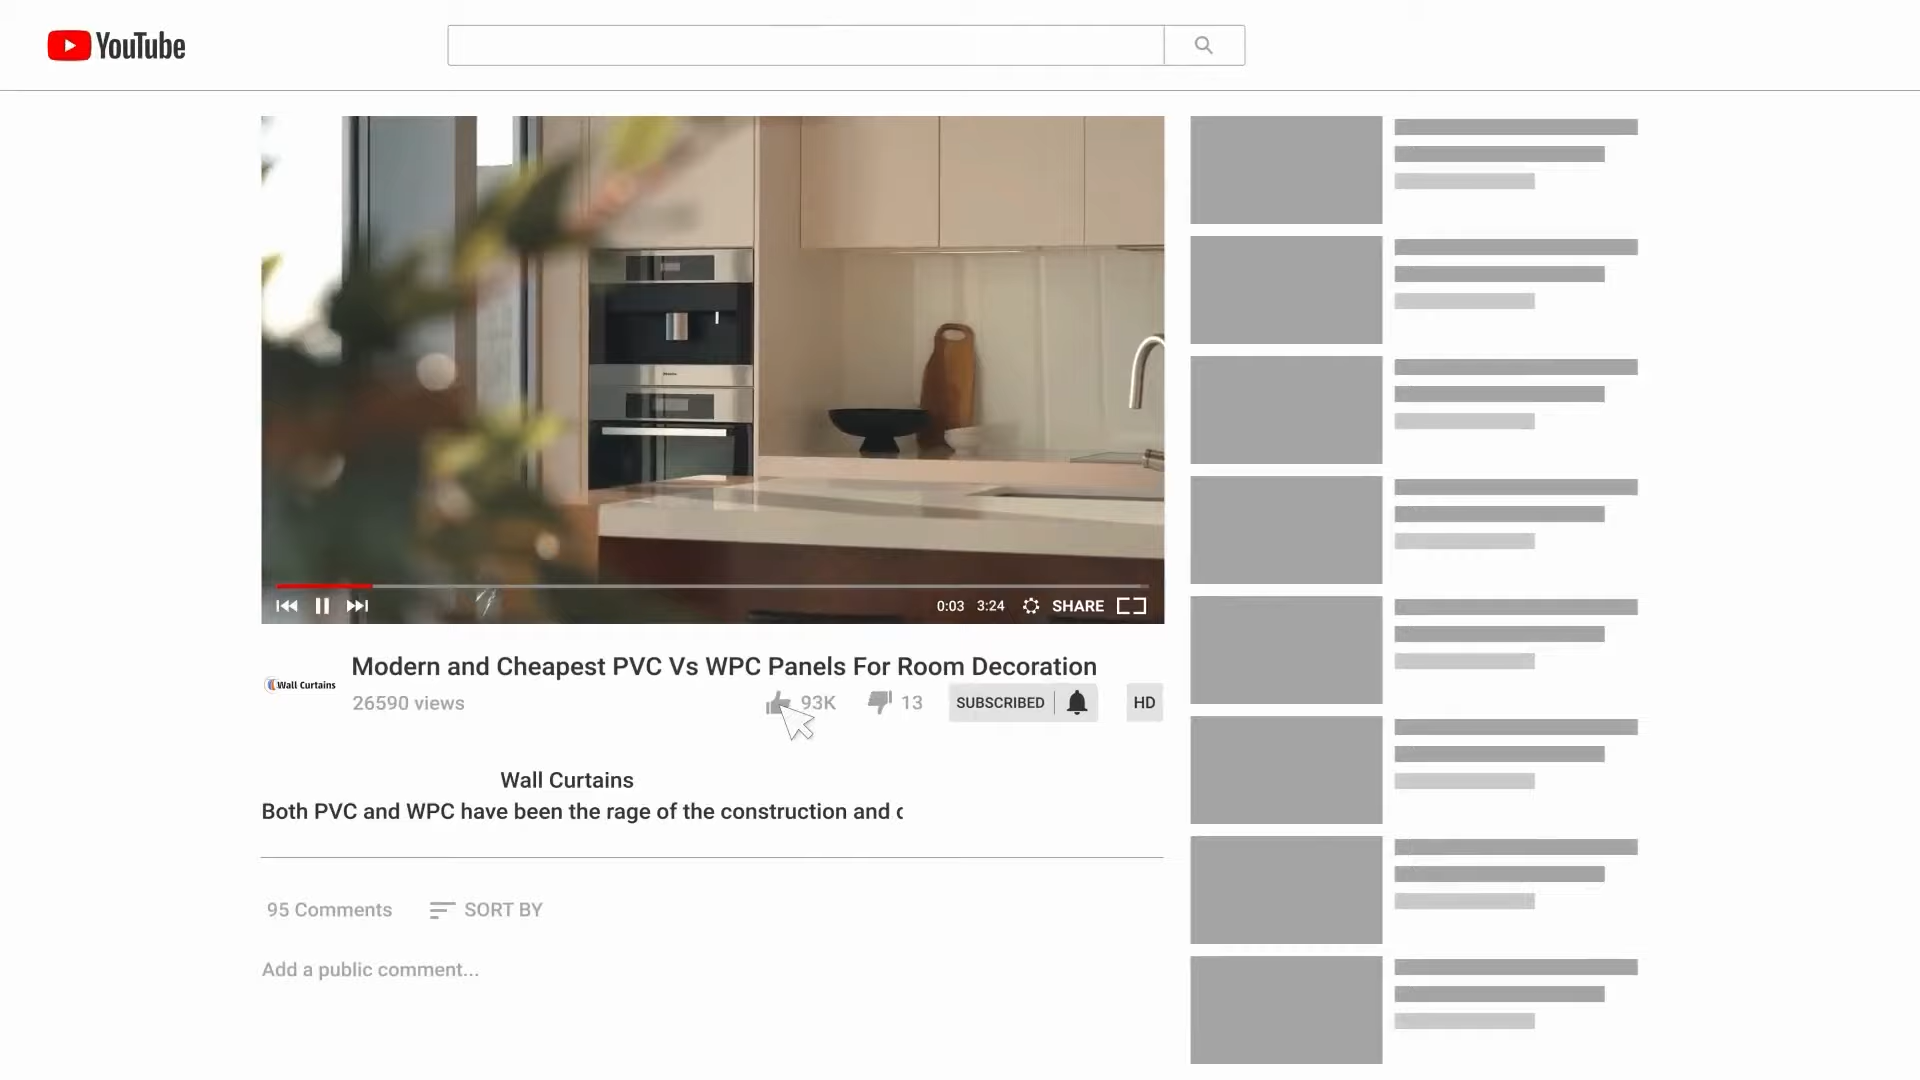 YouTube
0:03 3:24 SHARE
Modern and Cheapest PVC Vs WPC Panels For Room Decoration
Wall Curtains
26590 views 93K 13 SUBSCRIBED HD
Wall Curtains
Both PVC and WPC have been the rage of the construction and
95 Comments SORT BY
Add a public comment...